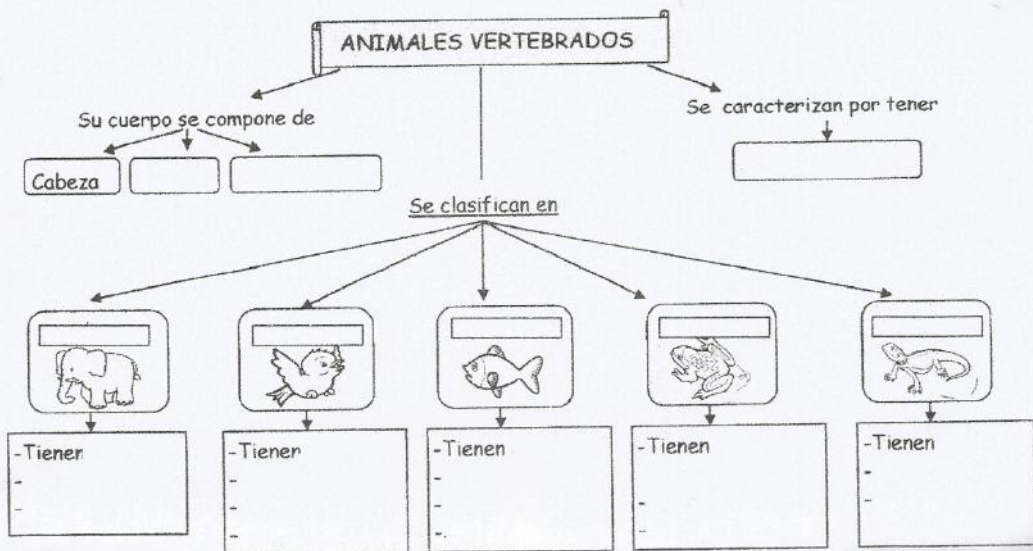 ANIMALES VERTEBRADOS
Su cuerpo se compone de
Se caracterizan por tener
Cabeza
Se clasifican en
-Tienen
-
-
-Tienen
-
-
-
-Tienen
-
-
-
-Tienen
-
-
-Tienen
-
-